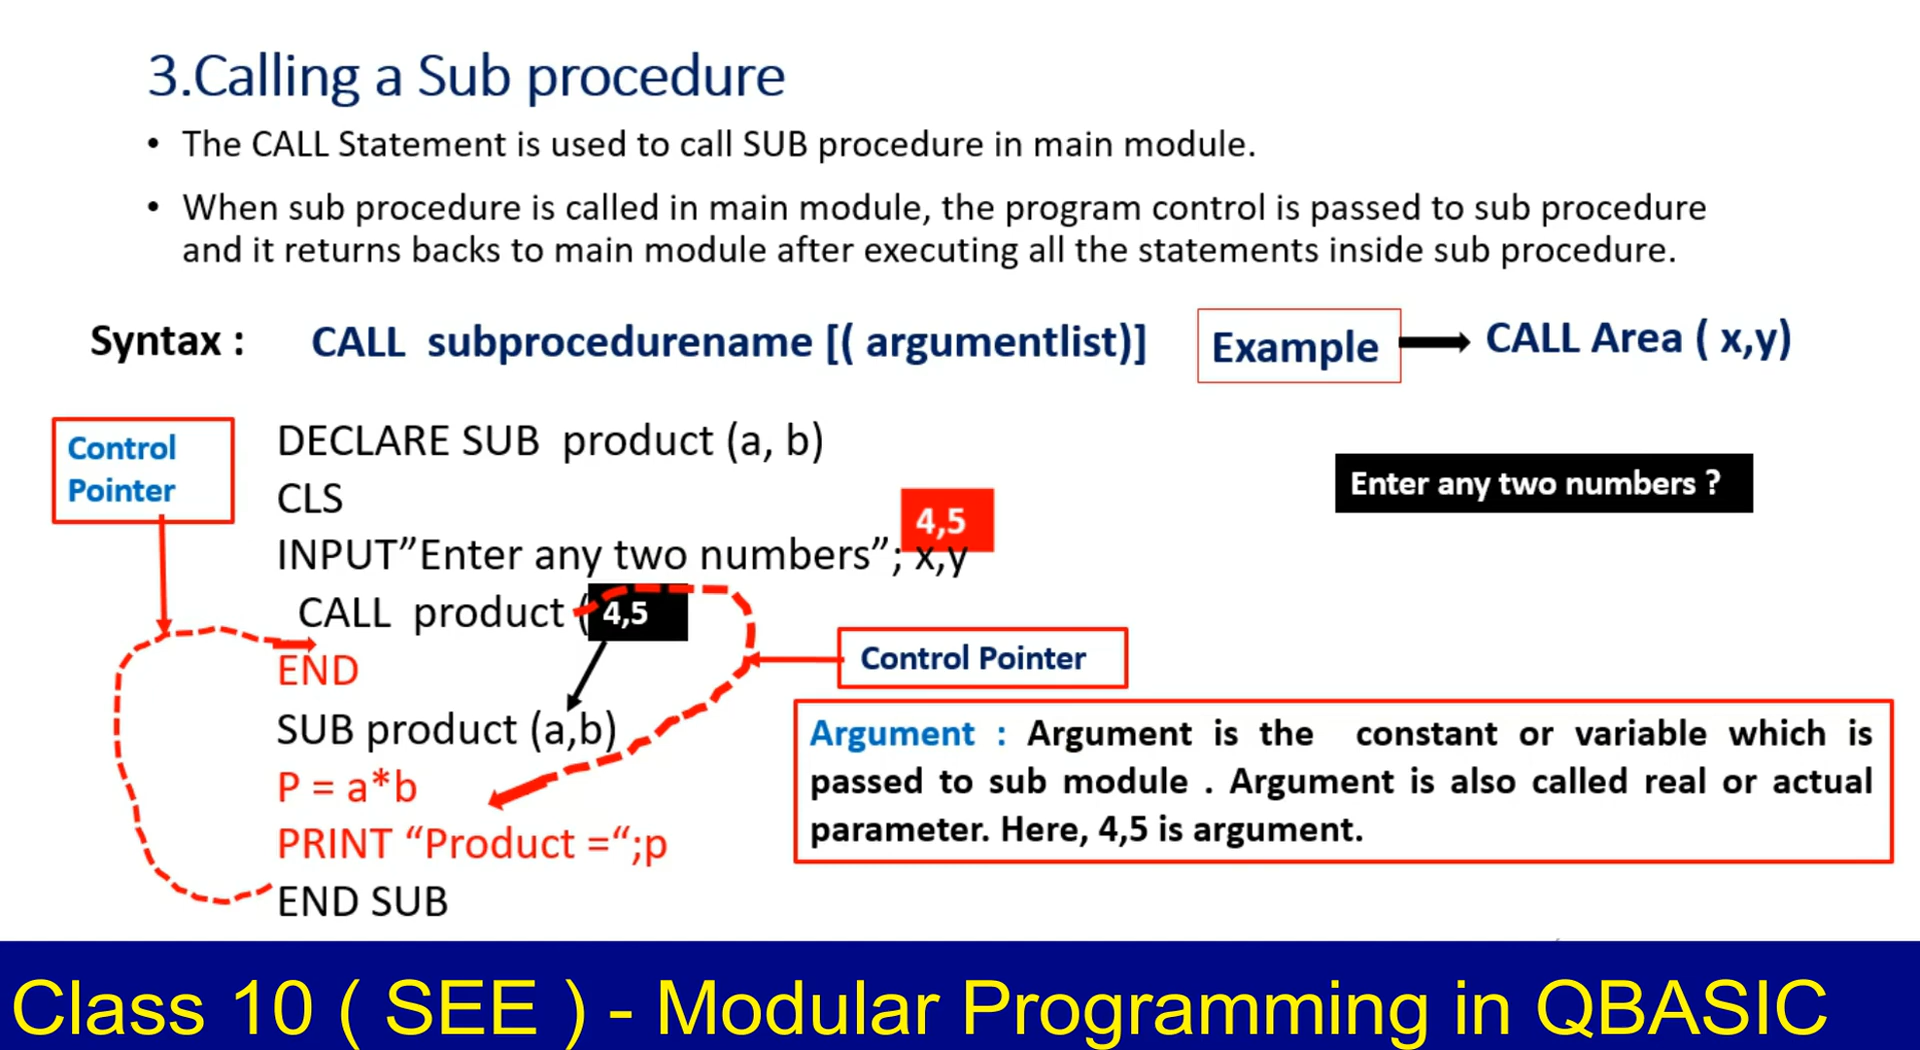 3.Calling a Sub procedure
• The CALL Statement is used to call SUB procedure in main module.
• When sub procedure is called in main module, the program control is passed to sub procedure
and it returns backs to main module after executing all the statements inside sub procedure.
Syntax : CALL subprocedurename [( argumentlist)] Example CALL Area ( x,y)
Control
Pointer
DECLARE SUB product (a, b)
CLS
Enter any two numbers ?
4,5
INPUT”Enter any two numbers”; x,y
CALL product ( 4,5
END
Control Pointer
SUB product (a,b)
P = a*b
PRINT “Product =“;p
END SUB
Argument : Argument is the constant or variable which is
passed to sub module . Argument is also called real or actual
parameter. Here, 4,5 is argument.
Class 10 ( SEE ) - Modular Programming in QBASIC